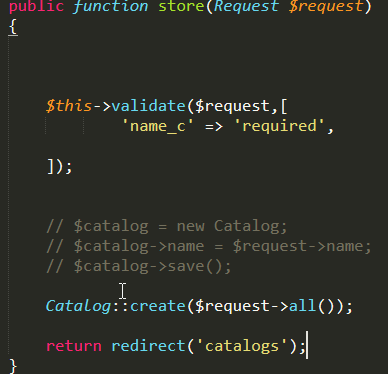 public function store(Request $request)
{
$this->validate($request,[
'name_c' => 'required',
]);
// $catalog = new Catalog;
// $catalog->name = $request->name;
// $catalog->save();
Catalog::create($request->all());
return redirect('catalogs');
}